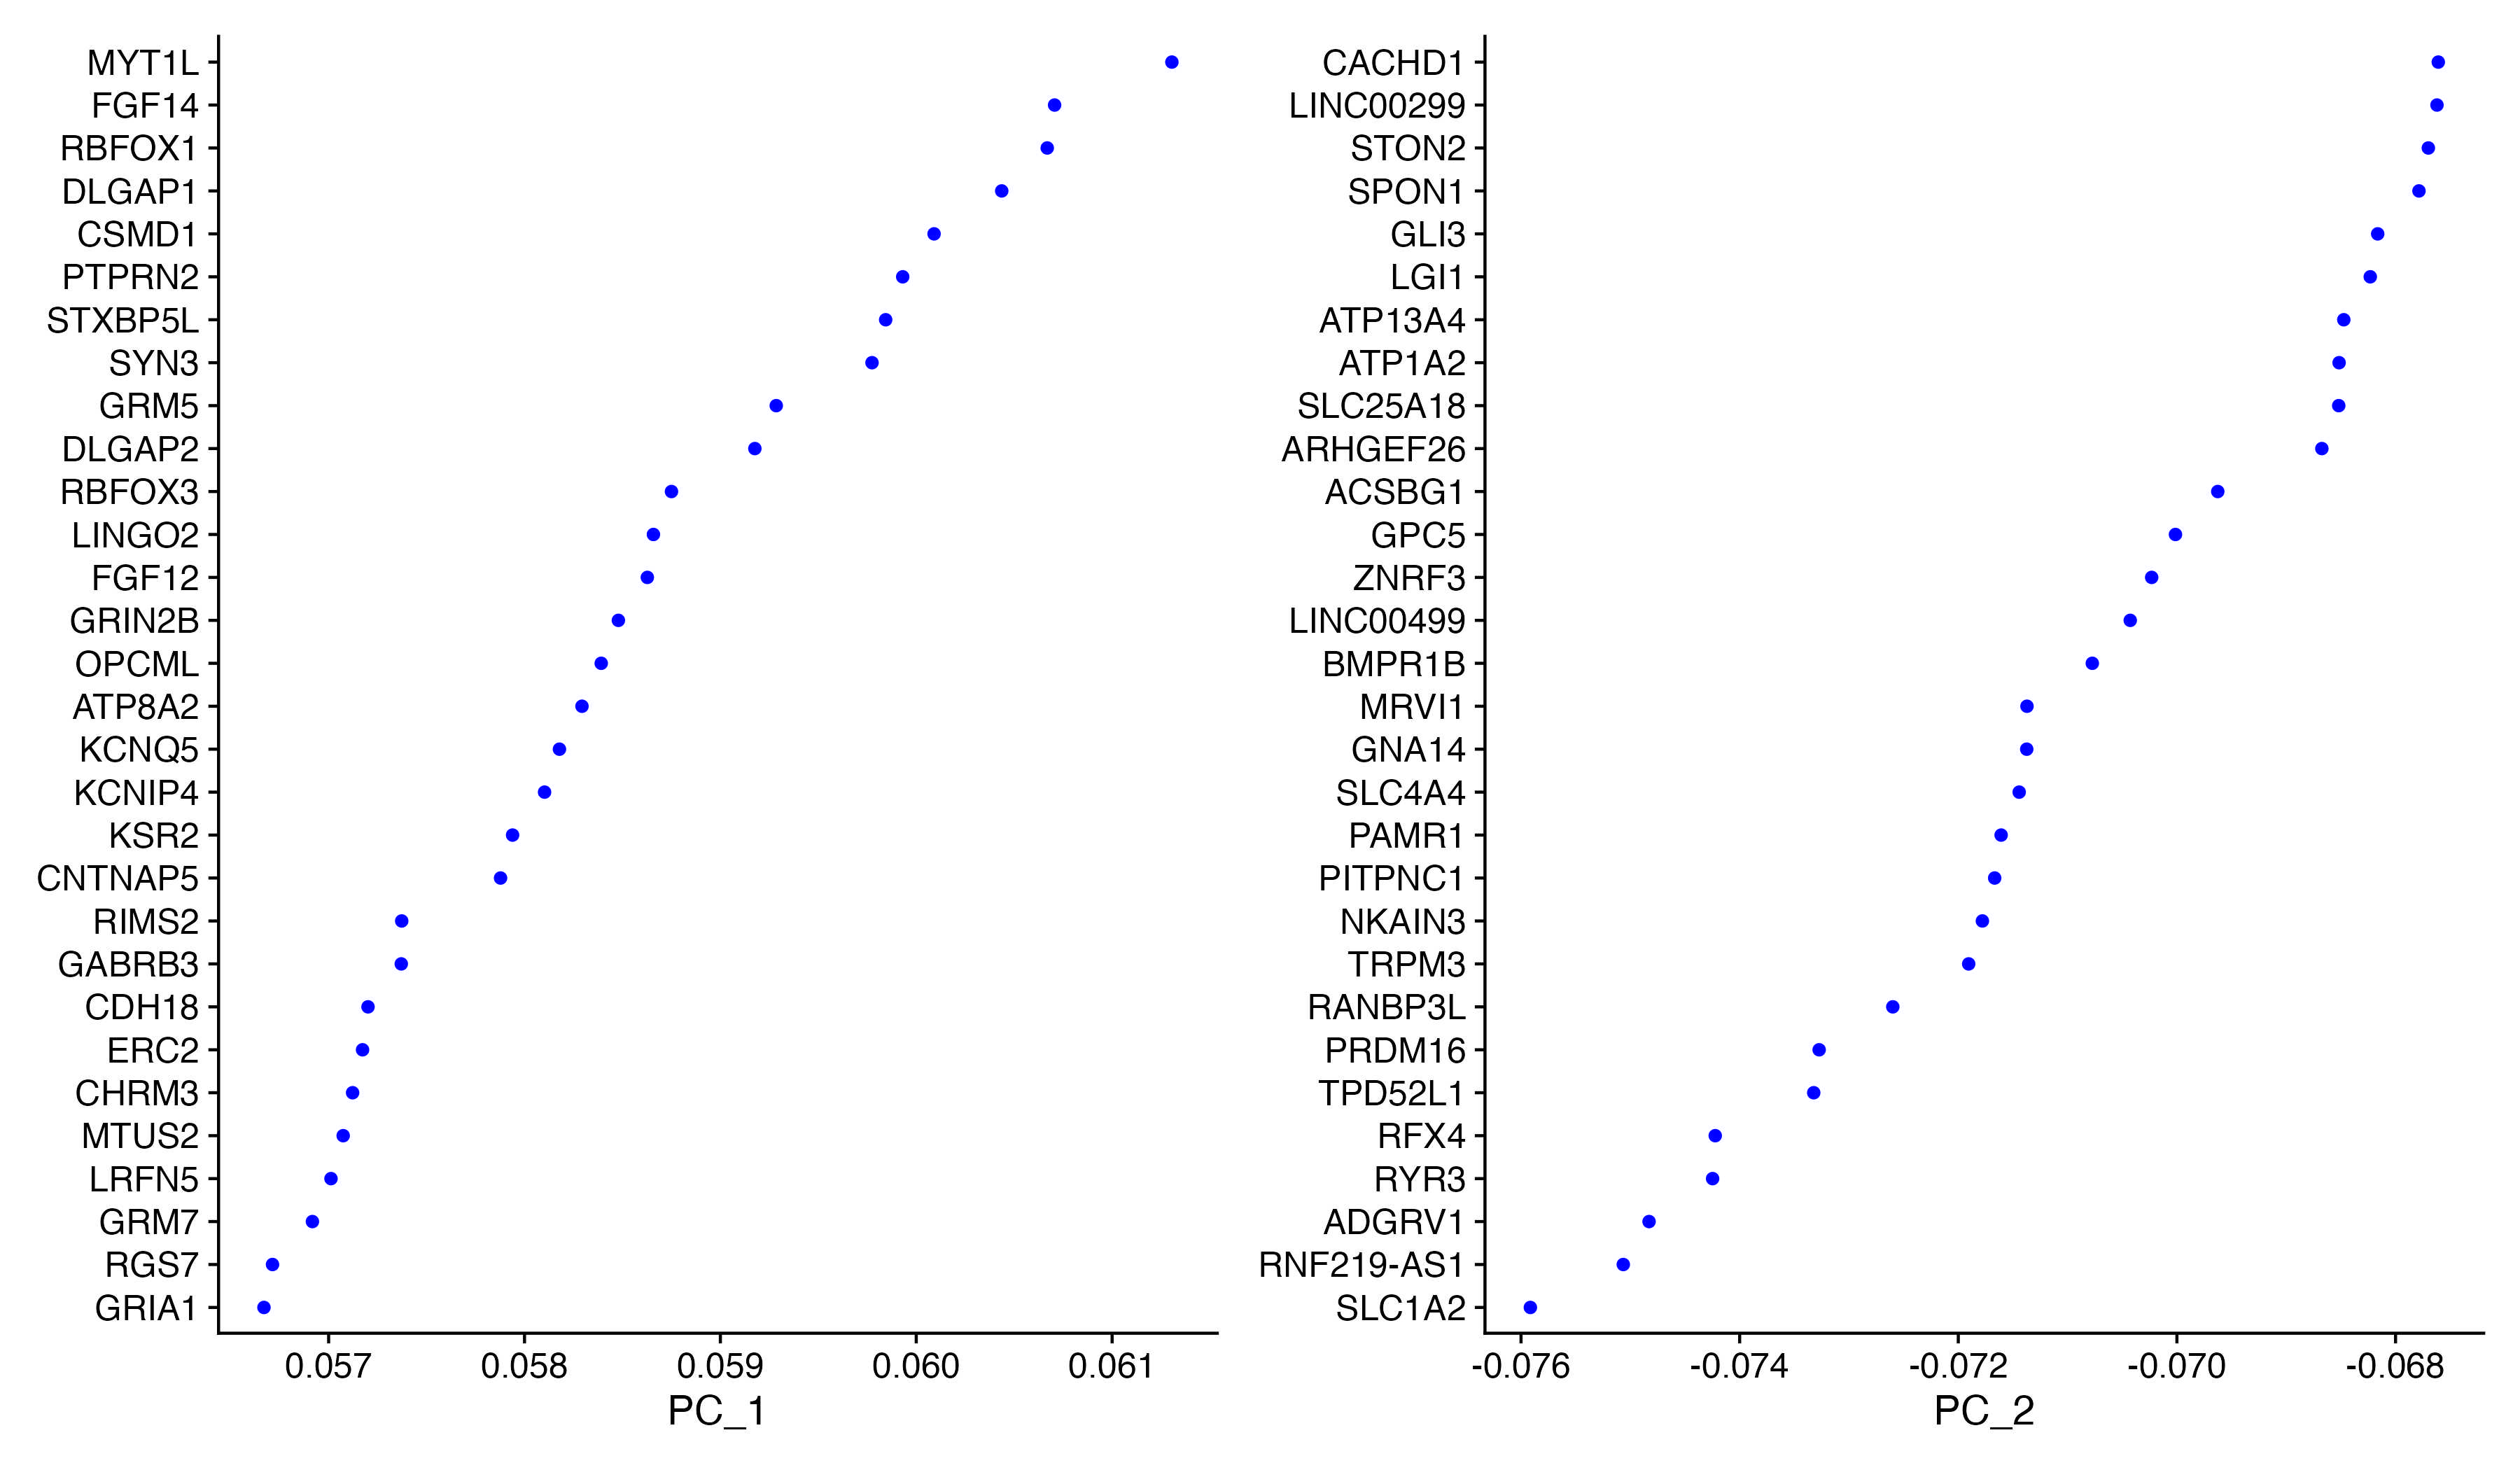 MYT1L
FGF14
RBFOX1
DLGAP1
CSMD1
PTPRN2
STXBP5L
SYN3
GRM5
DLGAP2
RBFOX3
LINGO2
FGF12
GRIN2B
OPCML
ATP8A2
KCNQ5
KCNIP4
KSR2
CNTNAP5
RIMS2
GABRB3
CDH18
ERC2
CHRM3
MTUS2
LRFN5
GRM7
RGS7
GRIA1
0.057 0.058 0.059 0.060 0.061
PC_1
CACHD1
LINC00299
STON2
SPON1
GLI3
LGI1
ATP13A4
ATP1A2
SLC25A18
ARHGEF26
ACSBG1
GPC5
ZNRF3
LINC00499
BMPR1B
MRVI1
GNA14
SLC4A4
PAMR1
PITPNC1
NKAIN3
TRPM3
RANBP3L
PRDM16
TPD52L1
RFX4
RYR3
ADGRV1
RNF219-AS1
SLC1A2
-0.076 -0.074 -0.072 -0.070 -0.068
PC_2